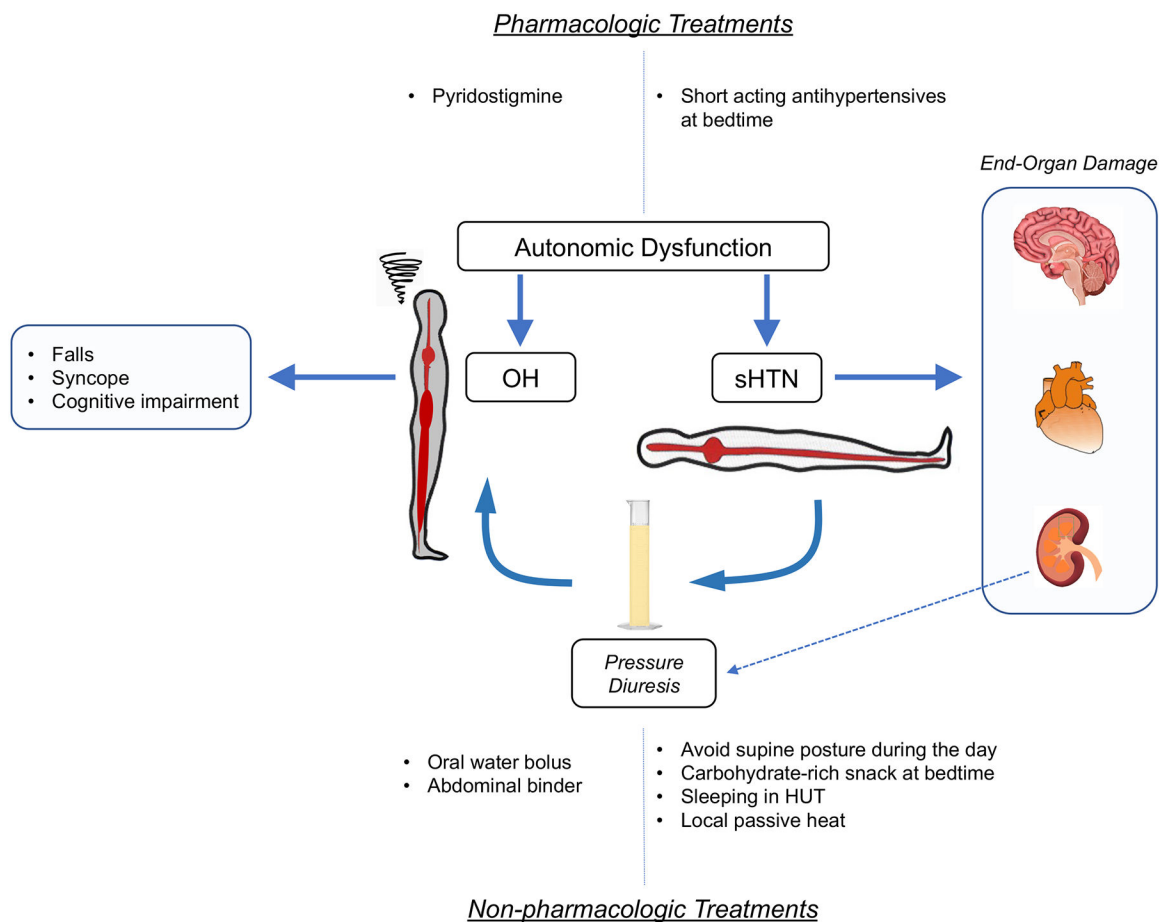 Pharmacologic Treatments
• Pyridostigmine
• Short acting antihypertensives
at bedtime
End-Organ Damage
Autonomic Dysfunction
• Falls
• Syncope
• Cognitive impairment
OH
sHTN
Pressure
Diuresis
• Oral water bolus
• Abdominal binder
• Avoid supine posture during the day
• Carbohydrate-rich snack at bedtime
• Sleeping in HUT
• Local passive heat
Non-pharmacologic Treatments